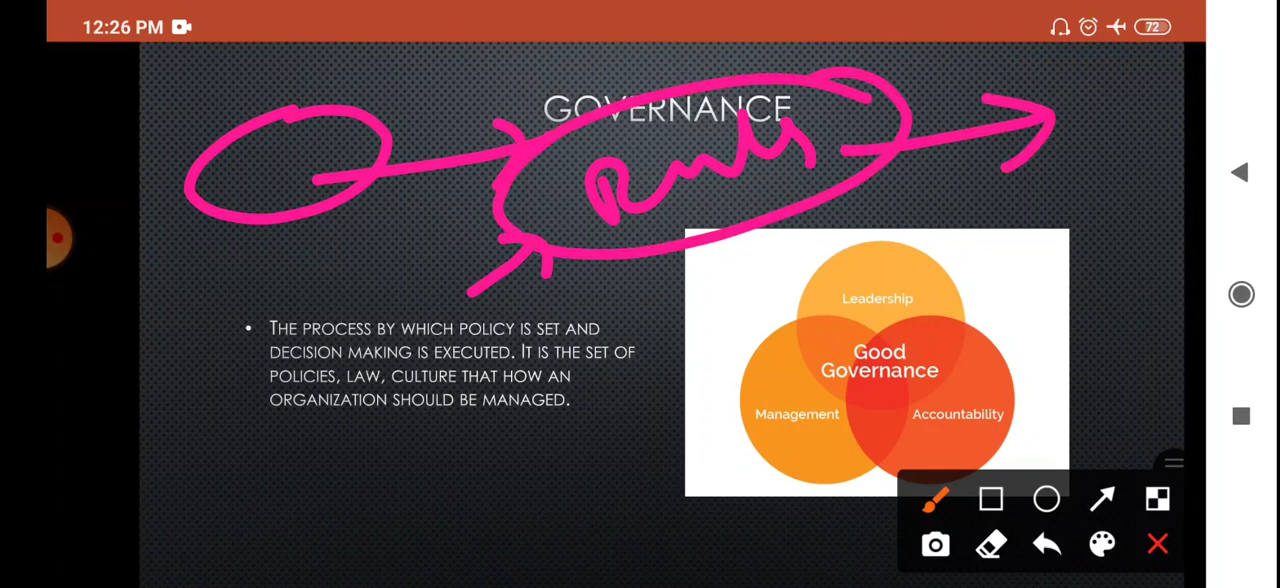 12:26 PM
72
GOVERNANCE
• THE PROCESS BY WHICH POLICY IS SET AND
DECISION MAKING IS EXECUTED. IT IS THE SET OF
POLICIES, LAW, CULTURE THAT HOW AN
ORGANIZATION SHOULD BE MANAGED.
Leadership
Good
Governance
Management
Accountability